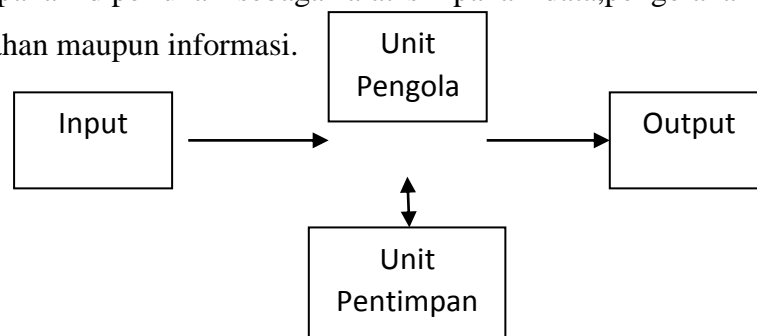 ahan maupun informasi.
Unit
Pengola
Input
Output
Unit
Pentimpan